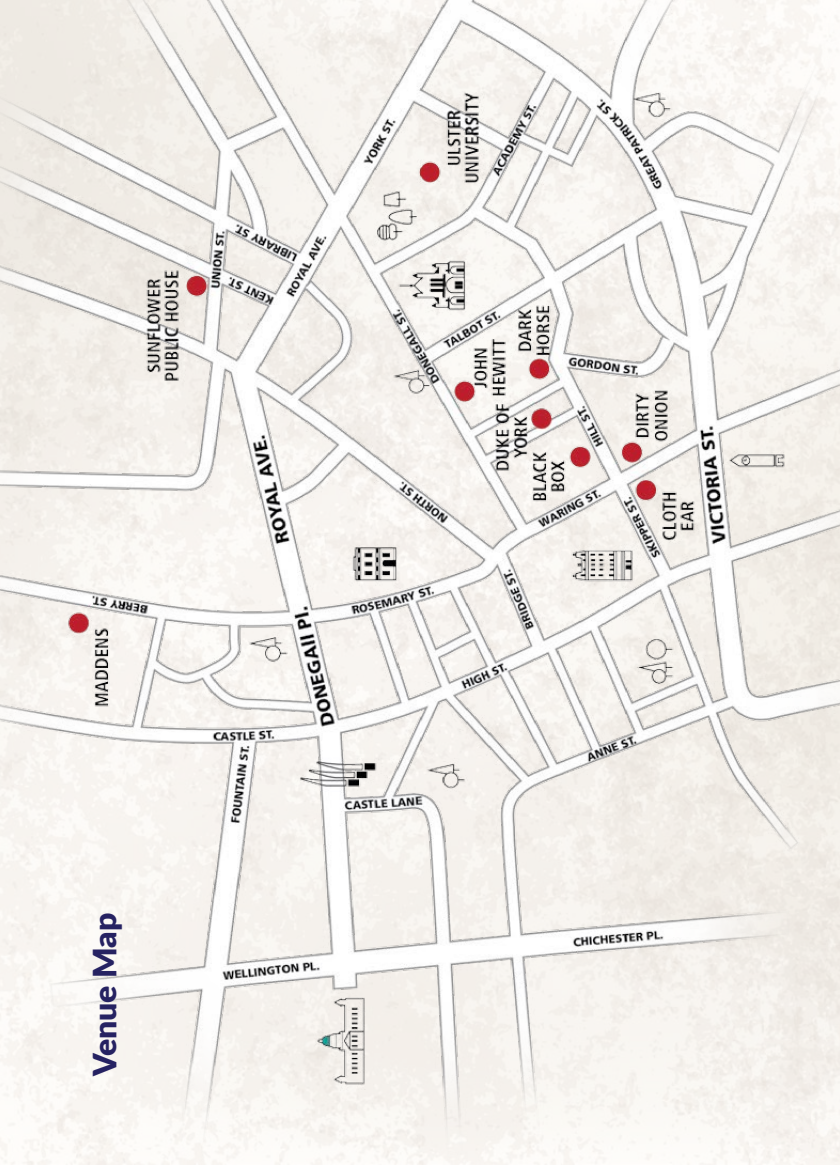 Venue Map
YORK ST.
ULSTER
UNIVERSITY
ACADEMY ST.
GREAT PATRICK ST.
LIBRARY ST.
UNION ST.
KENT ST.
ROYAL AVE.
SUNFLOWER
PUBLIC HOUSE
DONEGALL ST.
TALBOT ST.
DARK
HORSE
JOHN
HEWITT
GORDON ST.
DUKE OF
YORK
HILL ST.
DIRTY
ONION
BLACK
BOX
ROYAL AVE.
NORTH ST.
WARING ST.
CLOTH
EAR
SKIPPER ST.
VICTORIA ST.
BERRY ST.
ROSEMARY ST.
BRIDGE ST.
MADDENS
DONEGAll Pl.
HIGH ST.
CASTLE ST.
FOUNTAIN ST.
ANNE ST.
CASTLE LANE
WELLINGTON PL.
CHICHESTER PL.